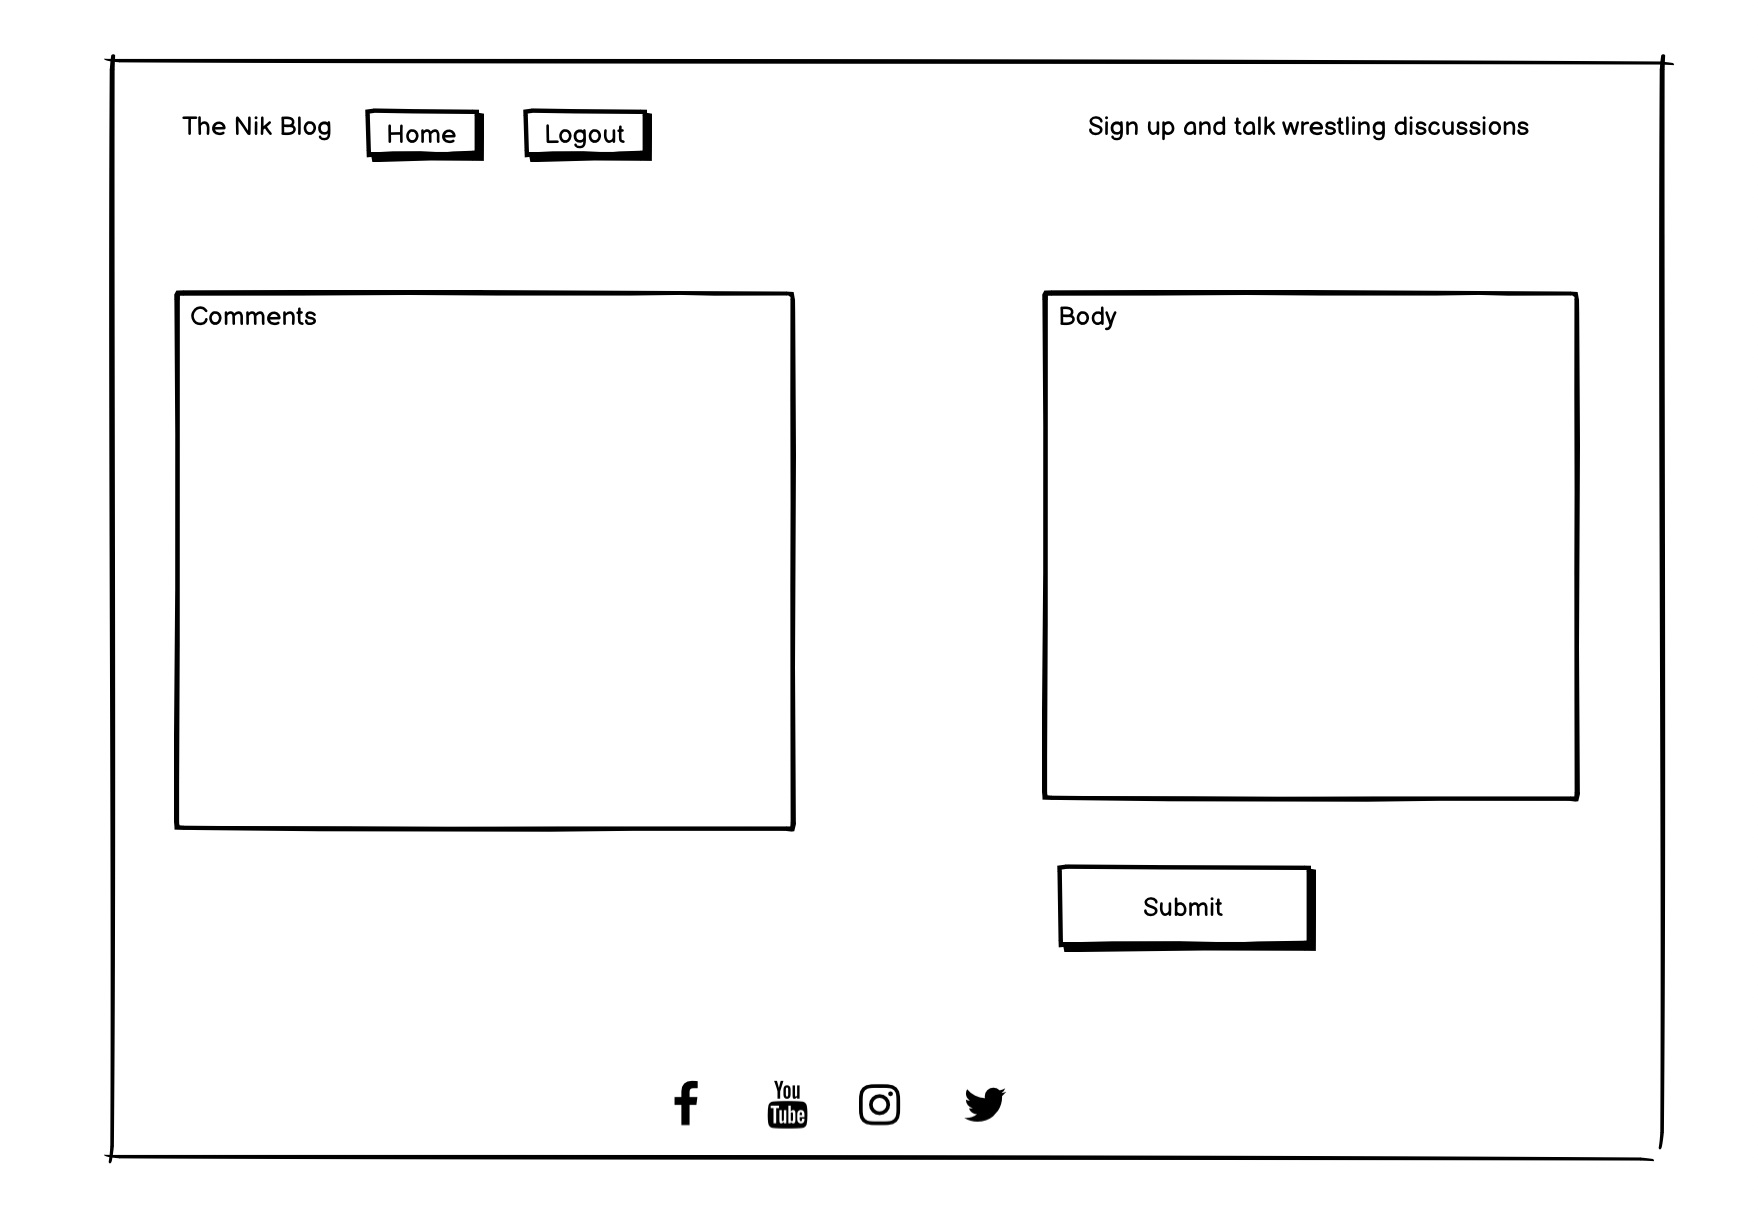 The Nik Blog
Home
Logout
Sign up and talk wrestling discussions
Comments
Body
Submit
You
Tube